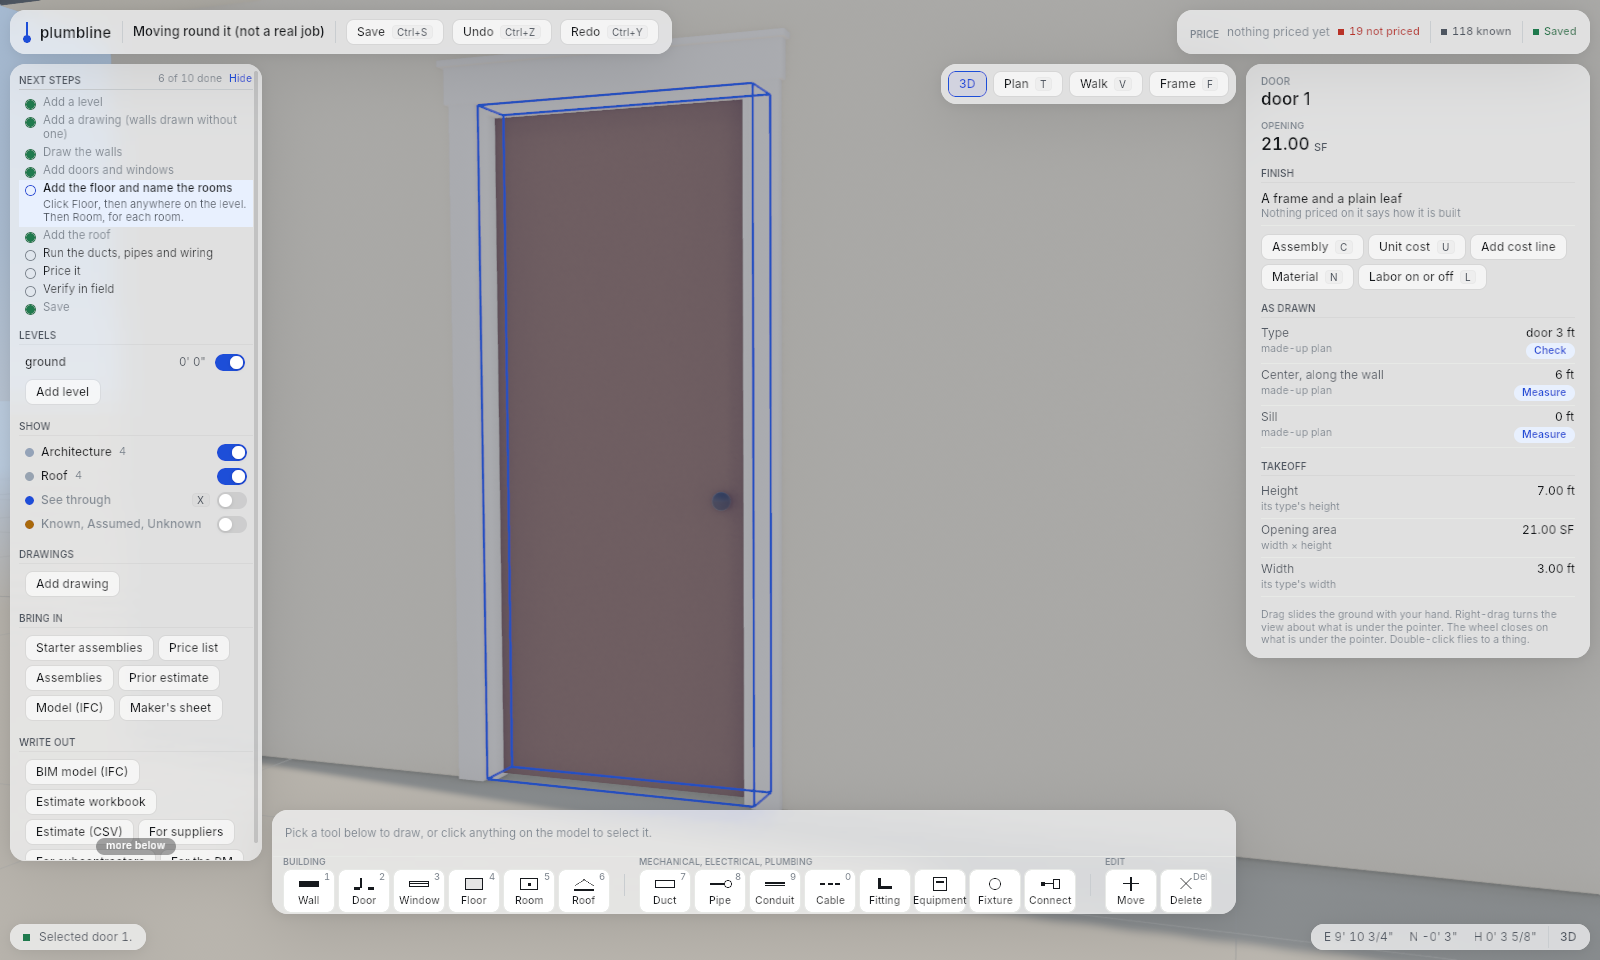 plumbline
Moving round it (not a real job)
Save Ctrl+S
Undo Ctrl+Z
Redo Ctrl+Y
PRICE nothing priced yet 19 not priced 118 known Saved
NEXT STEPS 6 of 10 done Hide
Add a level
Add a drawing (walls drawn without
one)
Draw the walls
Add doors and windows
Add the floor and name the rooms
Click Floor, then anywhere on the level.
Then Room, for each room.
Add the roof
Run the ducts, pipes and wiring
Price it
Verify in field
Save
LEVELS
ground 0' 0"
Add level
SHOW
Architecture 4
Roof 4
See through X
Known, Assumed, Unknown
DRAWINGS
Add drawing
BRING IN
Starter assemblies Price list
Assemblies Prior estimate
Model (IFC) Maker's sheet
WRITE OUT
BIM model (IFC)
Estimate workbook
Estimate (CSV) For suppliers
more below
For subcontractors For the PM
3D Plan T Walk V Frame F
DOOR
door 1
OPENING
21.00 SF
FINISH
A frame and a plain leaf
Nothing priced on it says how it is built
Assembly C Unit cost U Add cost line
Material N Labor on or off L
AS DRAWN
Type door 3 ft
made-up plan Check
Center, along the wall 6 ft
made-up plan Measure
Sill 0 ft
made-up plan Measure
TAKEOFF
Height 7.00 ft
its type's height
Opening area 21.00 SF
width × height
Width 3.00 ft
its type's width
Drag slides the ground with your hand. Right-drag turns the
view about what is under the pointer. The wheel closes on
what is under the pointer. Double-click flies to a thing.
Pick a tool below to draw, or click anything on the model to select it.
BUILDING
Wall 1
Door 2
Window 3
Floor 4
Room 5
Roof 6
MECHANICAL, ELECTRICAL, PLUMBING
Duct 7
Pipe 8
Conduit 9
Cable 0
Fitting
Equipment
Fixture
Connect
EDIT
Move
Delete Del
Selected door 1.
E 9' 10 3/4" N -0' 3" H 0' 3 5/8" 3D